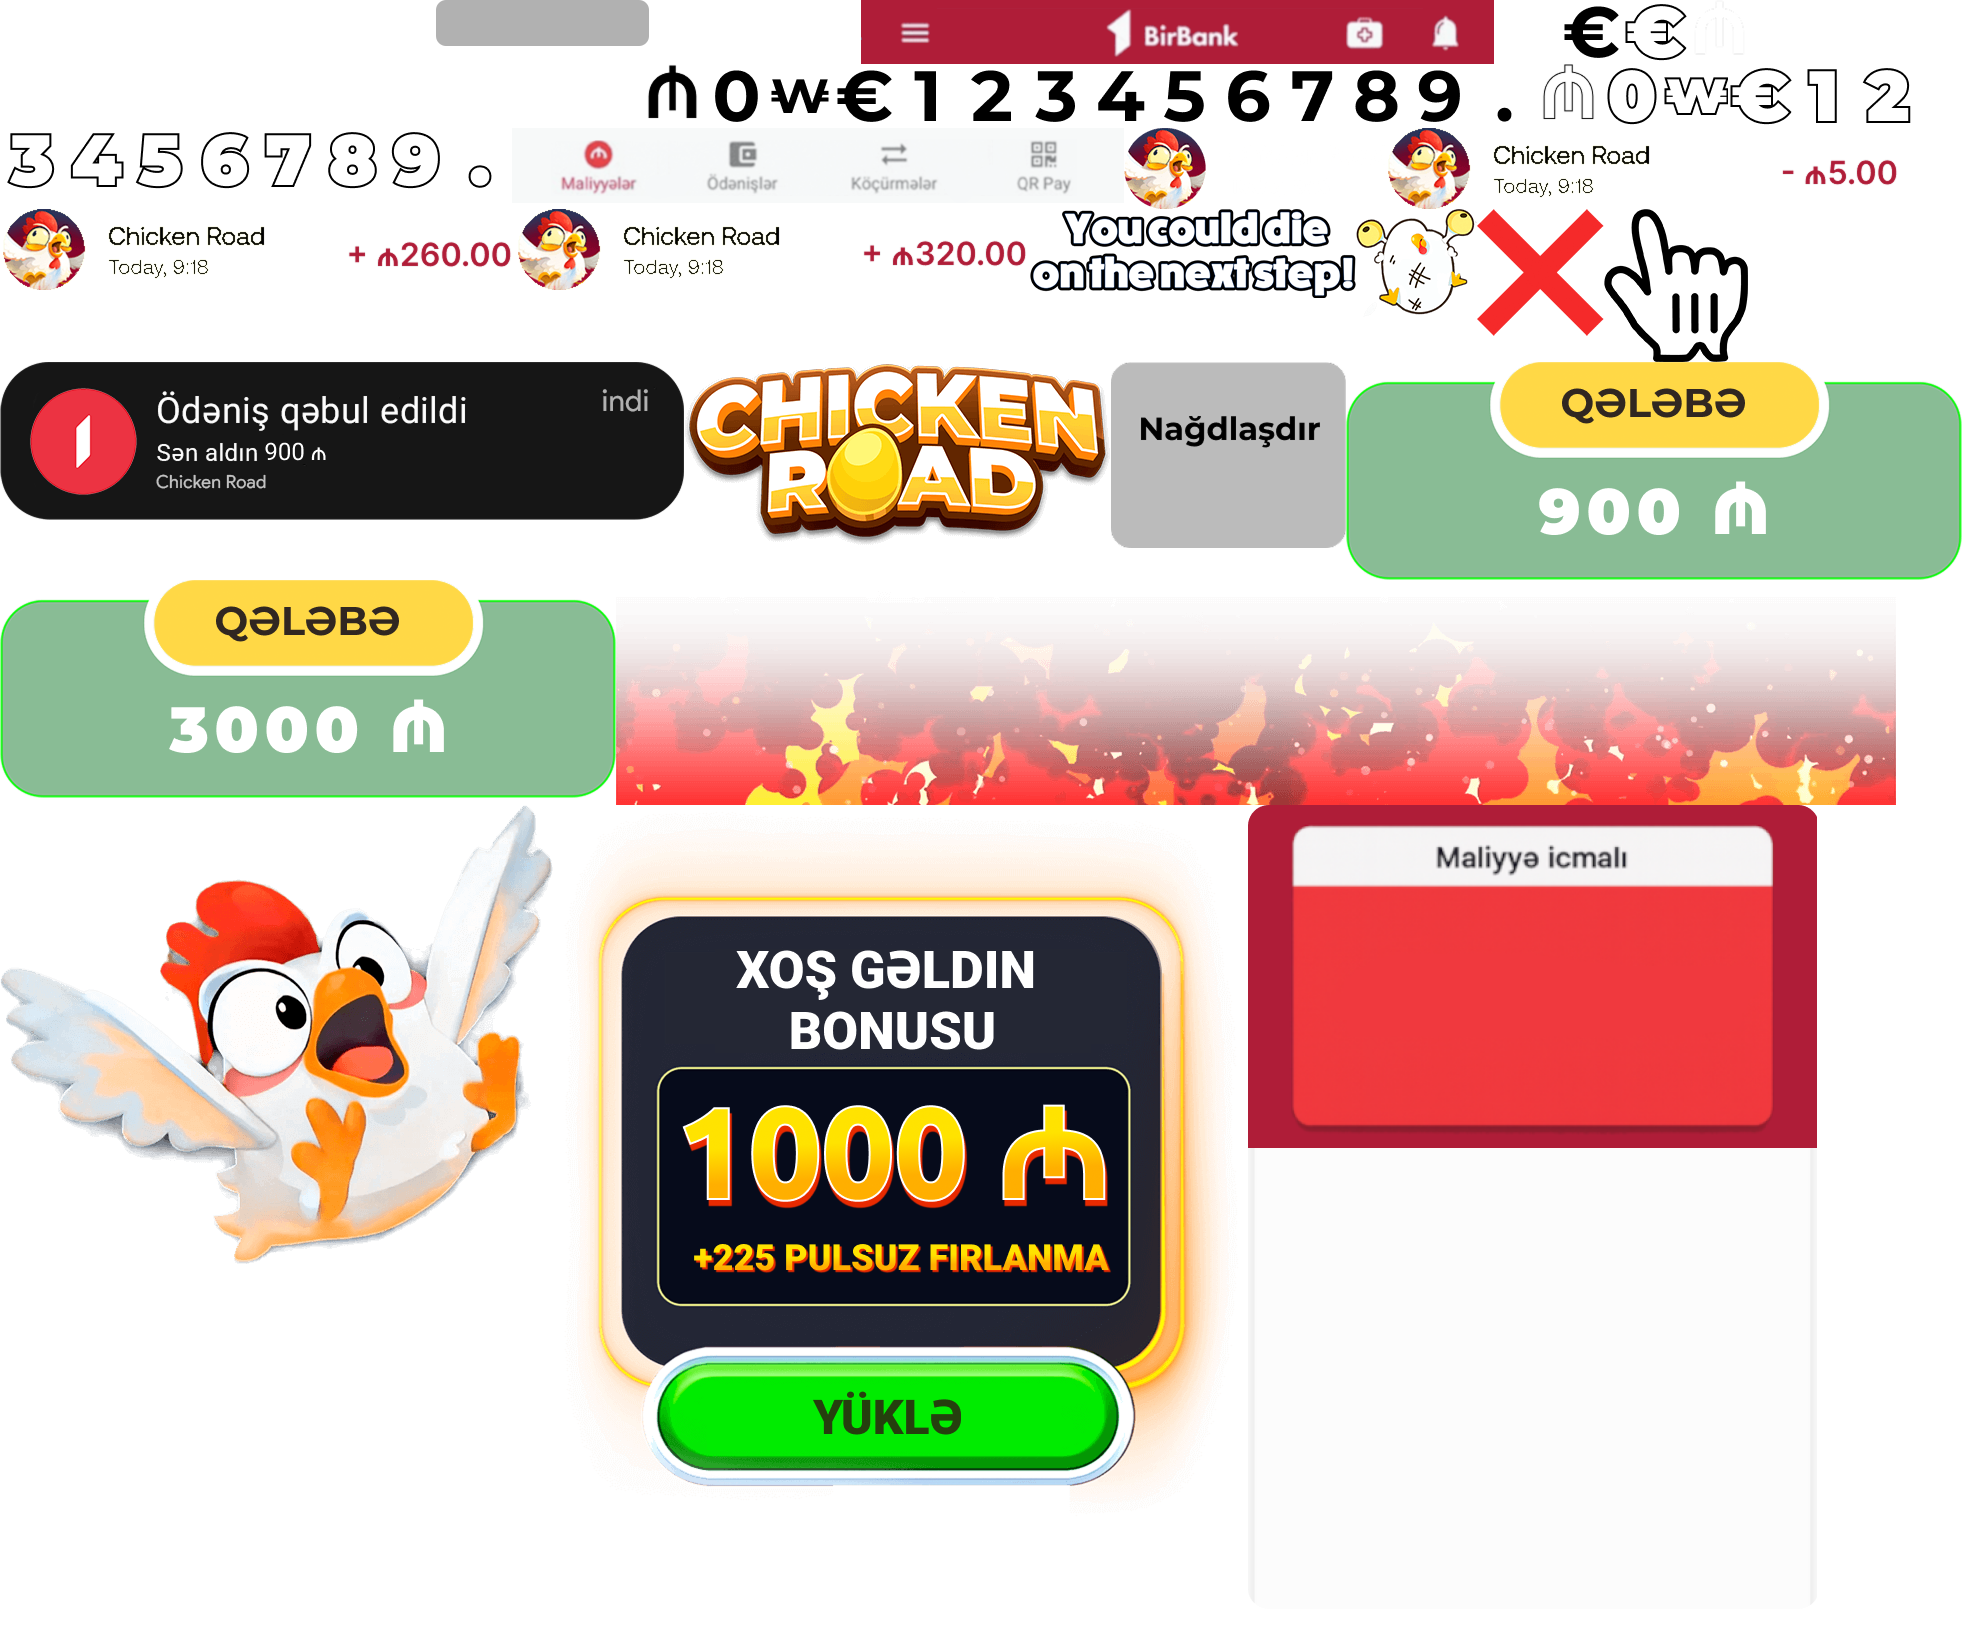 BirBank
€€₼
₼0₩€123456789.
₼0₩€12
3456789.
Maliyyələr
Ödənişlər
Köçürmələr
QR Pay
Chicken Road
Today, 9:18
- ₼5.00
Chicken Road
Today, 9:18
+ ₼260.00
Chicken Road
Today, 9:18
+ ₼320.00
You could die
on the next step!
Ödəniş qəbul edildi
indi
Sən aldın 900 ₼
Chicken Road
CHICKEN
ROAD
Nağdlaşdır
QƏLƏBƏ
900 ₼
QƏLƏBƏ
3000 ₼
Maliyyə icmalı
XOŞ GƏLDIN
BONUSU
1000 ₼
+225 PULSUZ FIRLANMA
YÜKLƏ